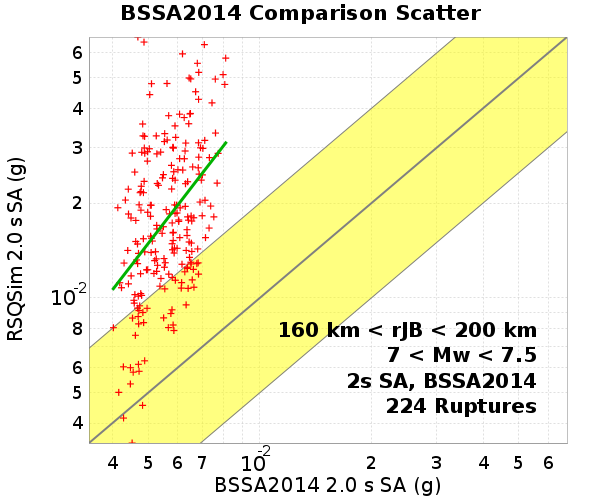 BSSA2014 Comparison Scatter
RSQSim 2.0 s SA (g)
6
5
4
3
2
10-2
8
6
5
4
160 km < rJB < 200 km
7 < Mw < 7.5
2s SA, BSSA2014
224 Ruptures
4 5 6 7 10-2 2 3 4 5 6
BSSA2014 2.0 s SA (g)